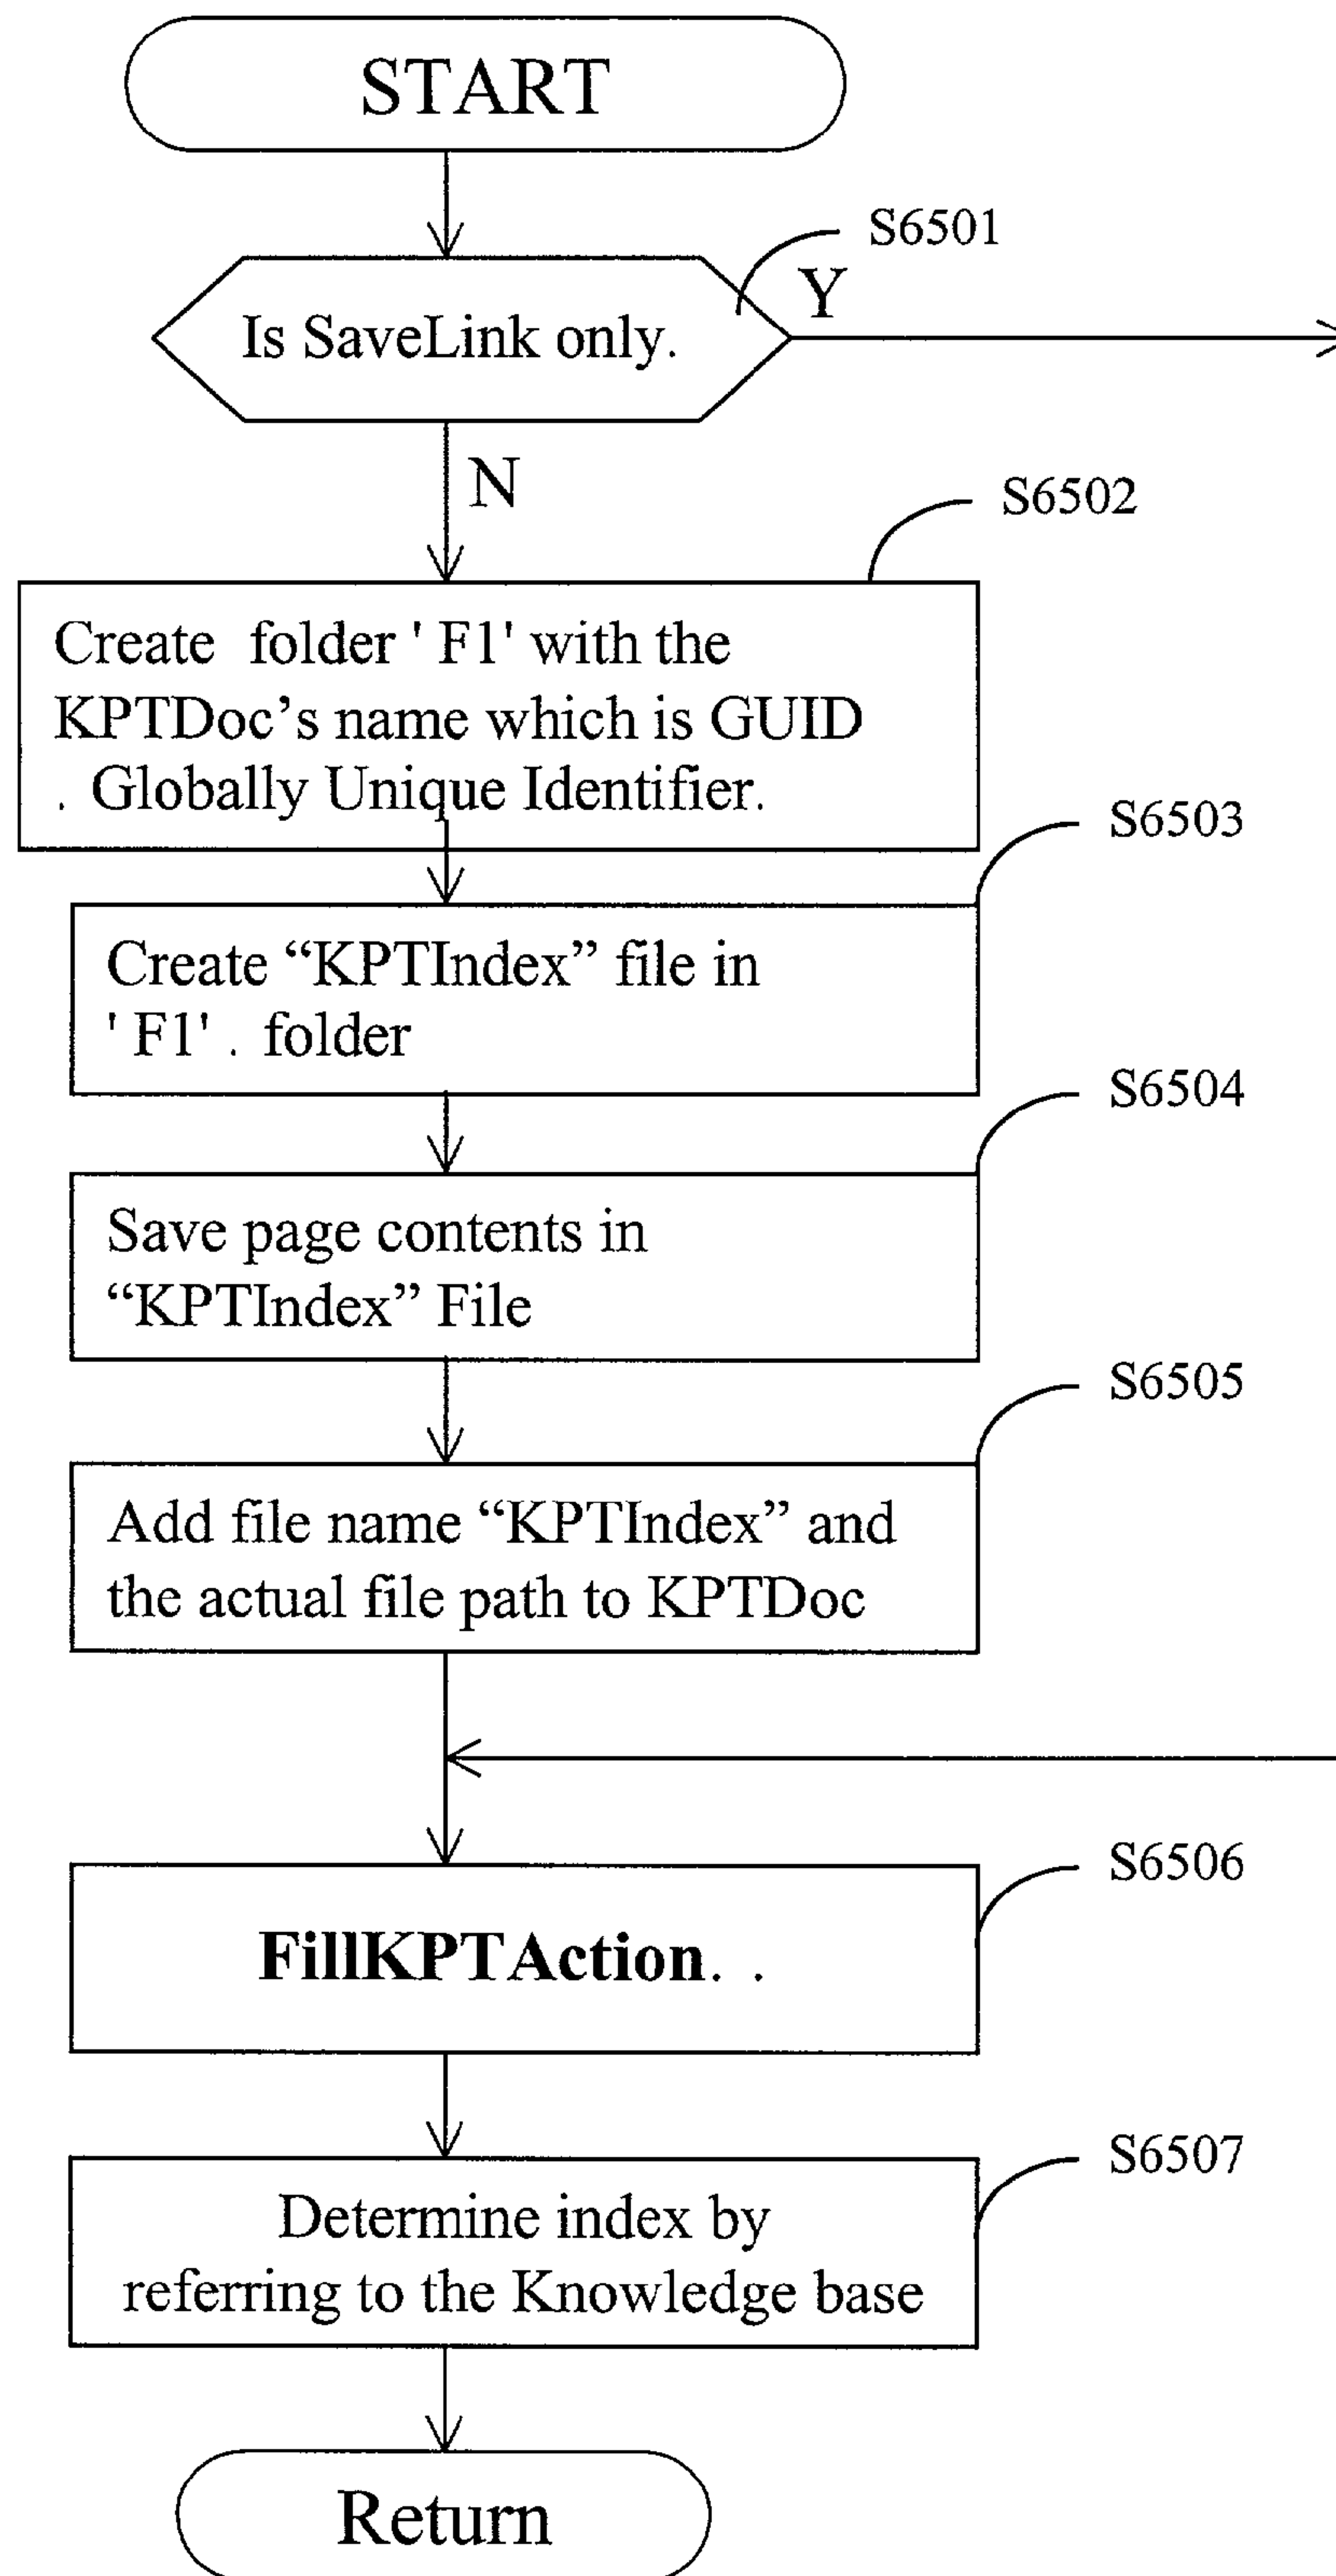 START
S6501
Is SaveLink only.
Y
N
S6502
Create folder ' F1' with the
KPTDoc’s name which is GUID
. Globally Unique Identifier.
S6503
Create “KPTIndex” file in
' F1' . folder
S6504
Save page contents in
“KPTIndex” File
S6505
Add file name “KPTIndex” and
the actual file path to KPTDoc
S6506
FillKPTAction. .
S6507
Determine index by
referring to the Knowledge base
Return